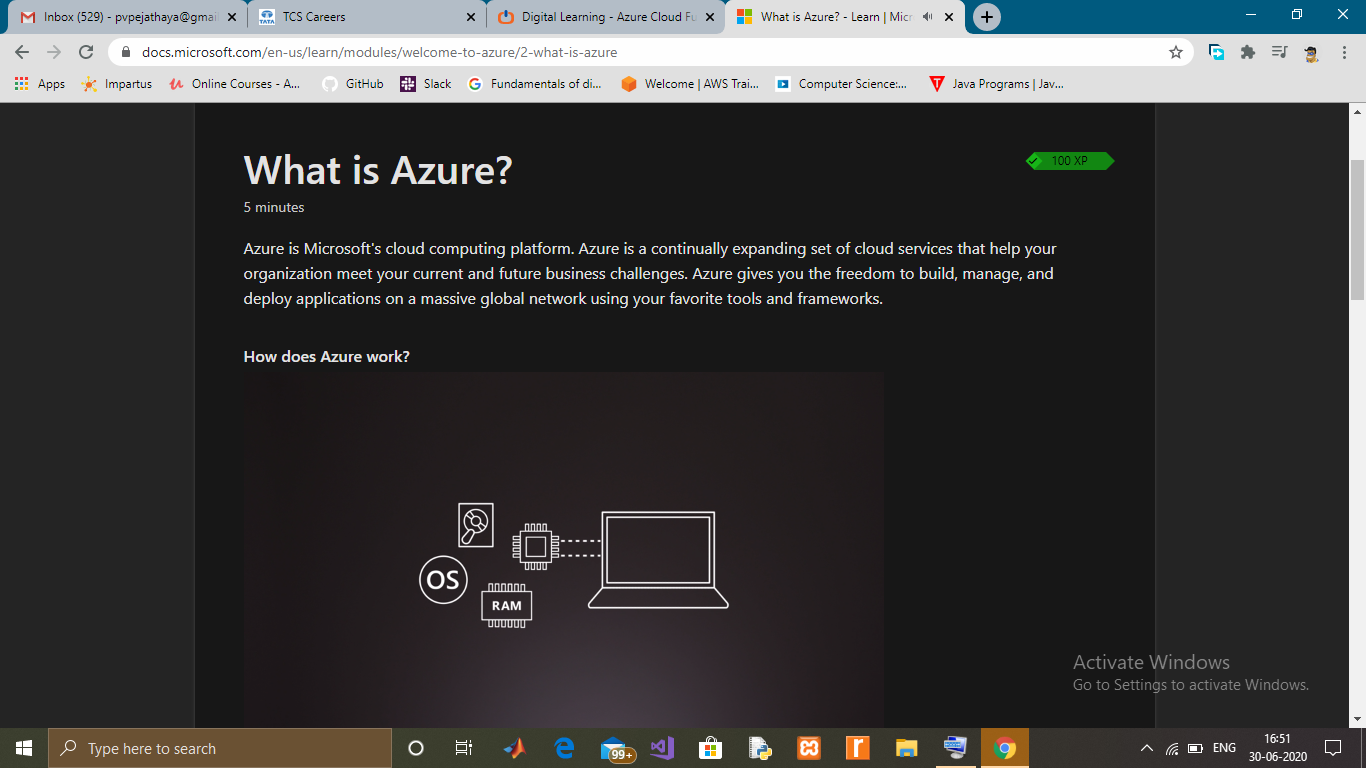 Inbox (529) - pvpejathaya@gmai
TCS Careers
Digital Learning - Azure Cloud Fu
What is Azure? - Learn | Micr
docs.microsoft.com/en-us/learn/modules/welcome-to-azure/2-what-is-azure
Apps
Impartus
Online Courses - A...
GitHub
Slack
Fundamentals of di...
Welcome | AWS Trai...
Computer Science:...
Java Programs | Jav...
What is Azure?
100 XP
5 minutes
Azure is Microsoft's cloud computing platform. Azure is a continually expanding set of cloud services that help your
organization meet your current and future business challenges. Azure gives you the freedom to build, manage, and
deploy applications on a massive global network using your favorite tools and frameworks.
How does Azure work?
OS
RAM
Activate Windows
Go to Settings to activate Windows.
Type here to search
99+
ENG
16:51
30-06-2020